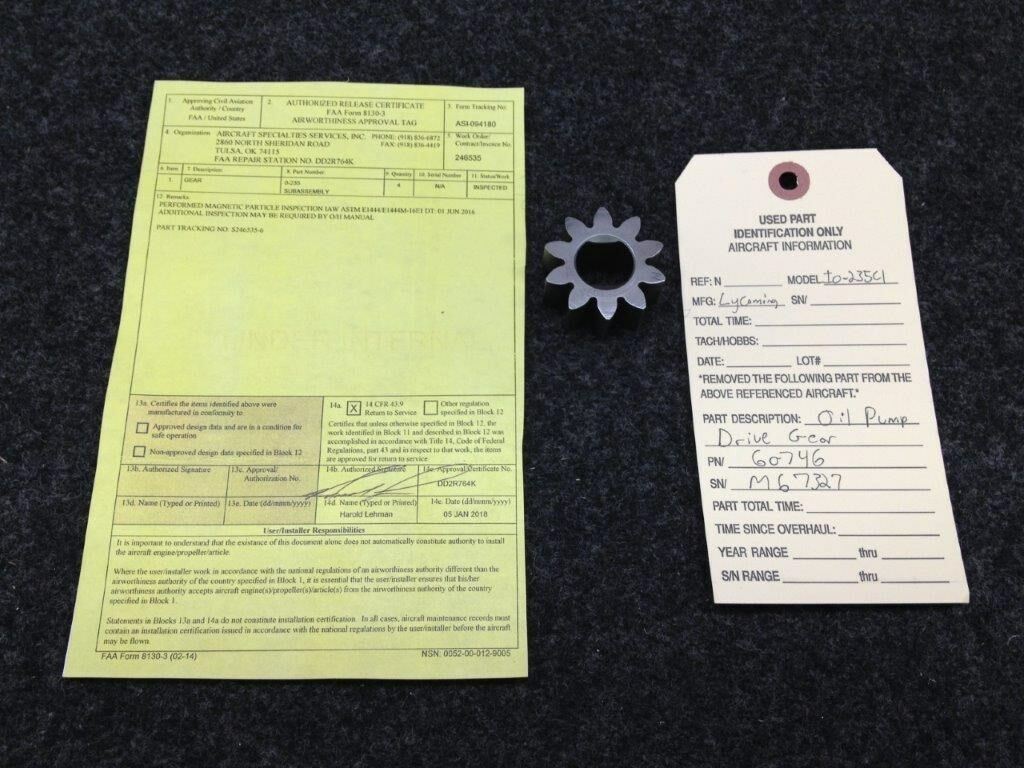 1. Approving Civil Aviation
Authority / Country
FAA / United States
2. AUTHORIZED RELEASE CERTIFICATE
FAA Form 8130-3
AIRWORTHINESS APPROVAL TAG
3. Form Tracking No.
ASI-094180
4. Organization AIRCRAFT SPECIALTIES SERVICES, INC. PHONE: (918) 836-6872
2860 NORTH SHERIDAN ROAD FAX: (918) 836-4419
TULSA, OK 74115
FAA REPAIR STATION NO. DD2R764K
5. Work Order/
Contract/Invoice No.
246535
6. Item 7. Description 8. Part Number 9. Quantity 10. Serial Number 11. Status/Work
1. GEAR 0-235 4 N/A INSPECTED
SUBASSEMBLY
12. Remarks
PERFORMED MAGNETIC PARTICLE INSPECTION IAW ASTM E1444/E1444M-16E1 DT: 01 JUN 2016
ADDITIONAL INSPECTION MAY BE REQUIRED BY O/H MANUAL
PART TRACKING NO: S246535-6
13a. Certifies the items identified above were
manufactured in conformity to
Approved design data and are in a condition for
safe operation
Non-approved design data specified in Block 12
14a. X 14 CFR 43.9
Return to Service
Other regulation
specified in Block 12
Certifies that unless otherwise specified in Block 12, the
work identified in Block 11 and described in Block 12 was
accomplished in accordance with Title 14, Code of Federal
Regulations, part 43 and in respect to that work, the items
are approved for return to service.
13b. Authorized Signature
13c. Approval/
Authorization No.
14b. Authorized Signature
14c. Approval/Certificate No.
DD2R764K
13d. Name (Typed or Printed)
13e. Date (dd/mmm/yyyy)
14d. Name (Typed or Printed)
Harold Lehman
14e. Date (dd/mmm/yyyy)
05 JAN 2018
User/Installer Responsibilities
It is important to understand that the existance of this document alone does not automatically constitute authority to install
the aircraft engine/propeller/article.
Where the user/installer work in accordance with the national regulations of an airworthiness authority different than the
airworthiness authority of the country specified in Block 1, it is essential that the user/installer ensures that his/her
airworthiness authority accepts aircraft engine(s)/propeller(s)/article(s) from the airworthiness authority of the country
specified in Block 1.
Statements in Blocks 13a and 14a do not constitute installation certification. In all cases, aircraft maintenance records must
contain an installation certification issued in accordance with the national regulations by the user/installer before the aircraft
may be flown.
FAA Form 8130-3 (02-14) NSN: 0052-00-012-9005
USED PART
IDENTIFICATION ONLY
AIRCRAFT INFORMATION
REF: N MODEL Io-235C1
MFG: Lycoming SN/
TOTAL TIME:
TACH/HOBBS:
DATE: LOT#
"REMOVED THE FOLLOWING PART FROM THE
ABOVE REFERENCED AIRCRAFT."
PART DESCRIPTION: Oil Pump
Drive Gear
PN/ 60746
SN/ M67327
PART TOTAL TIME:
TIME SINCE OVERHAUL:
YEAR RANGE thru
S/N RANGE thru